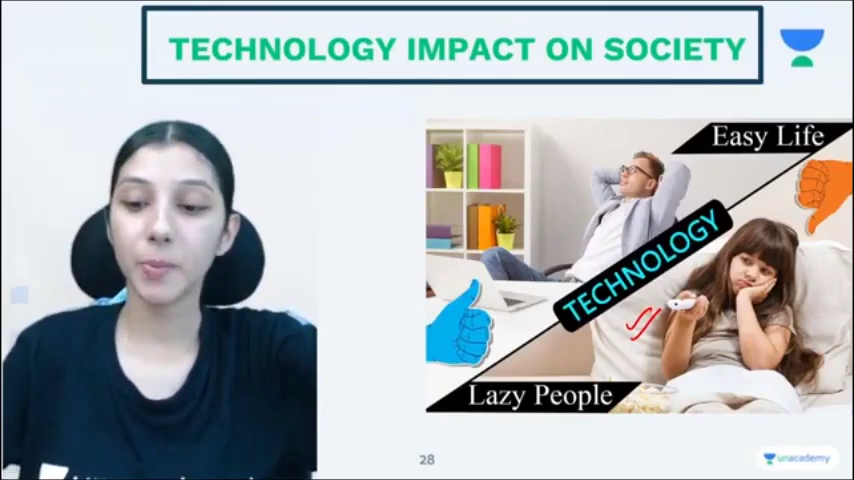 TECHNOLOGY IMPACT ON SOCIETY
Easy Life
TECHNOLOGY
Lazy People
28
unacademy